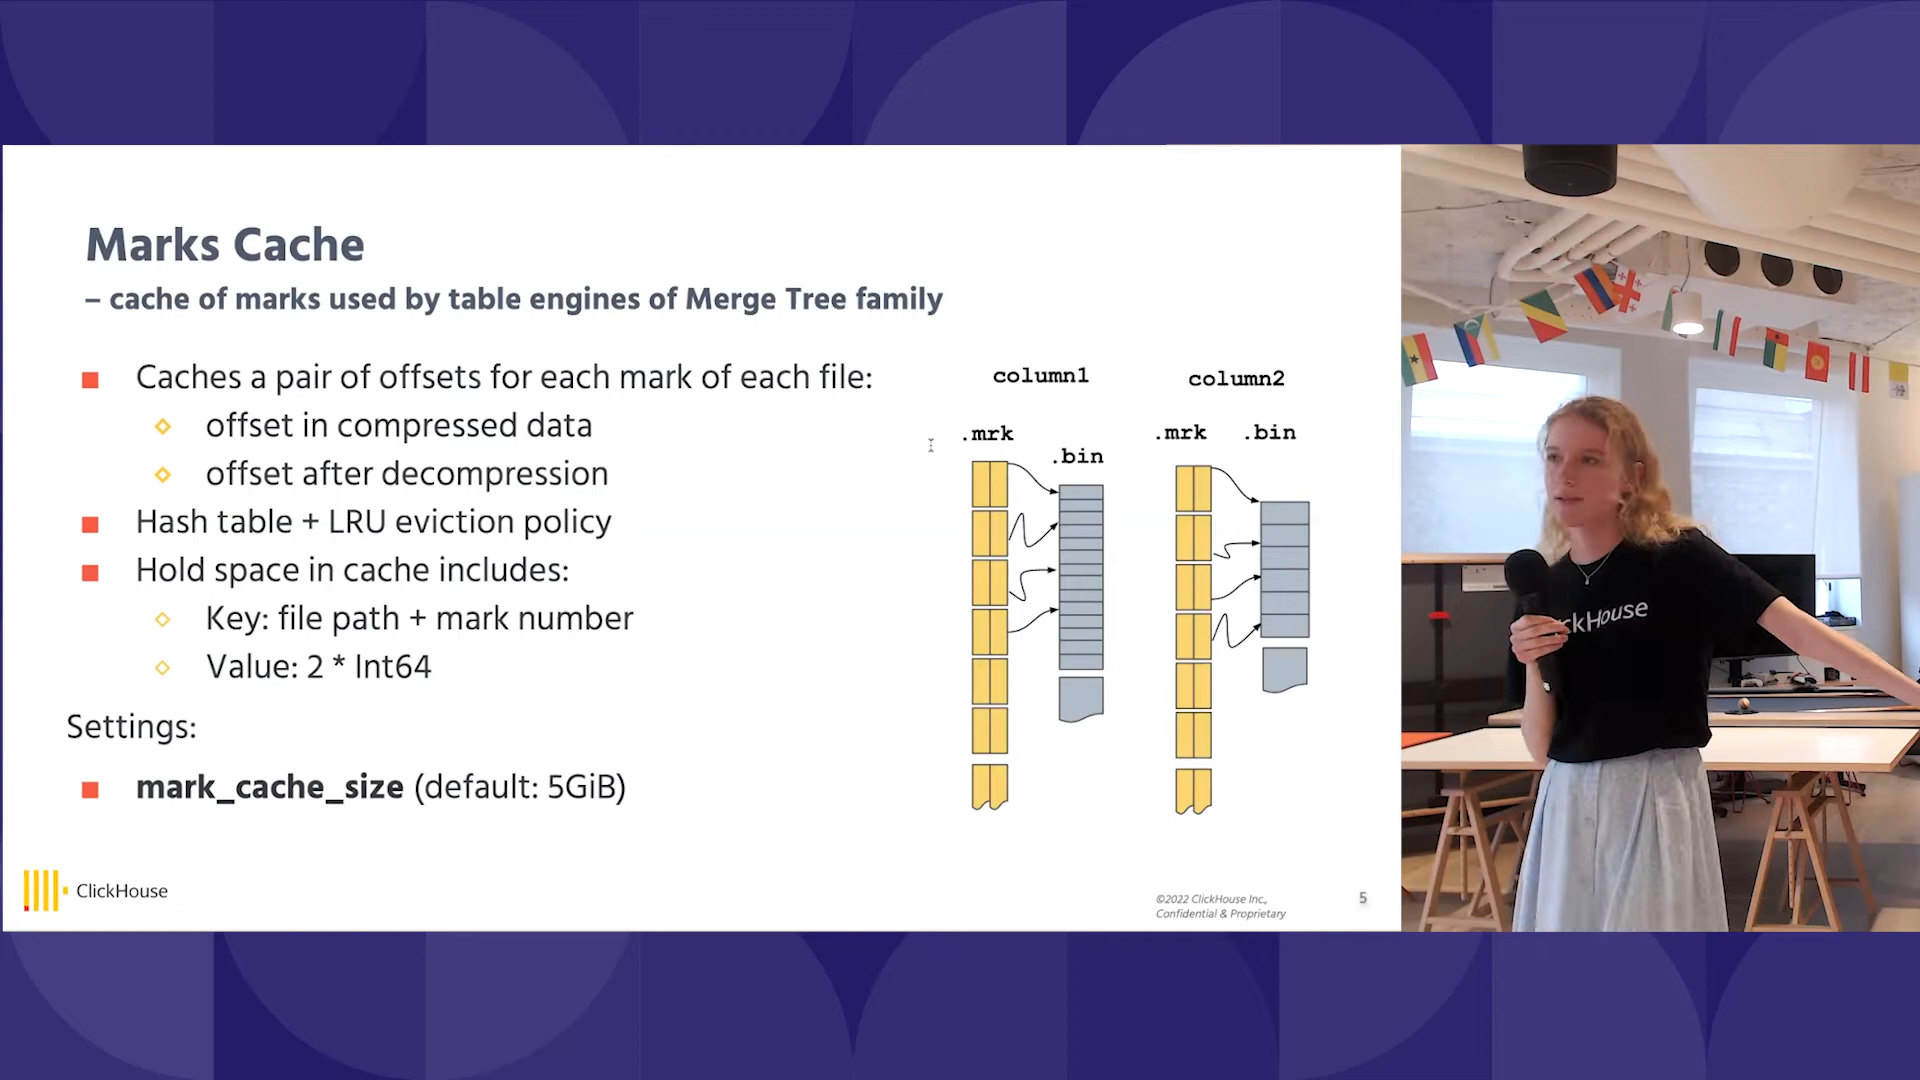 Marks Cache
– cache of marks used by table engines of Merge Tree family
Caches a pair of offsets for each mark of each file:
offset in compressed data
offset after decompression
Hash table + LRU eviction policy
Hold space in cache includes:
Key: file path + mark number
Value: 2 * Int64
Settings:
mark_cache_size (default: 5GiB)
column1
.mrk
.bin
column2
.mrk .bin
ClickHouse
©2022 ClickHouse Inc.,
Confidential & Proprietary
5
ckHouse